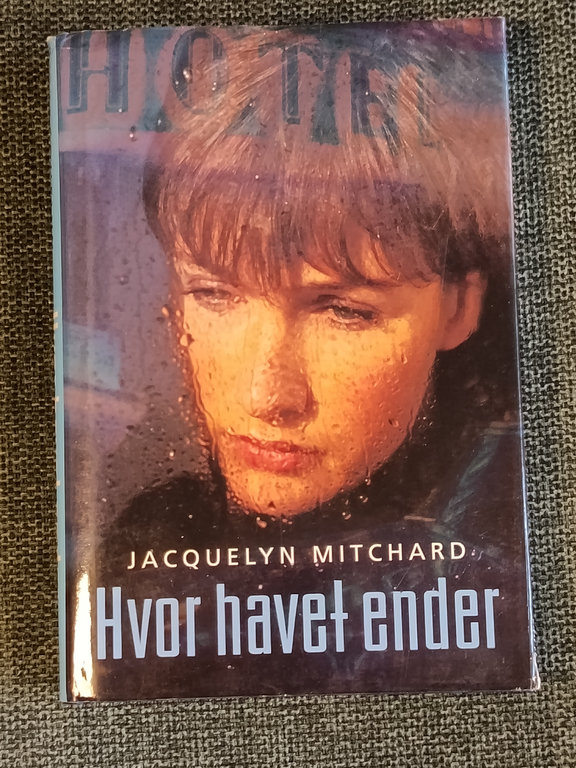 HOTEL
JACQUELYN MITCHARD
Hvor havet ender